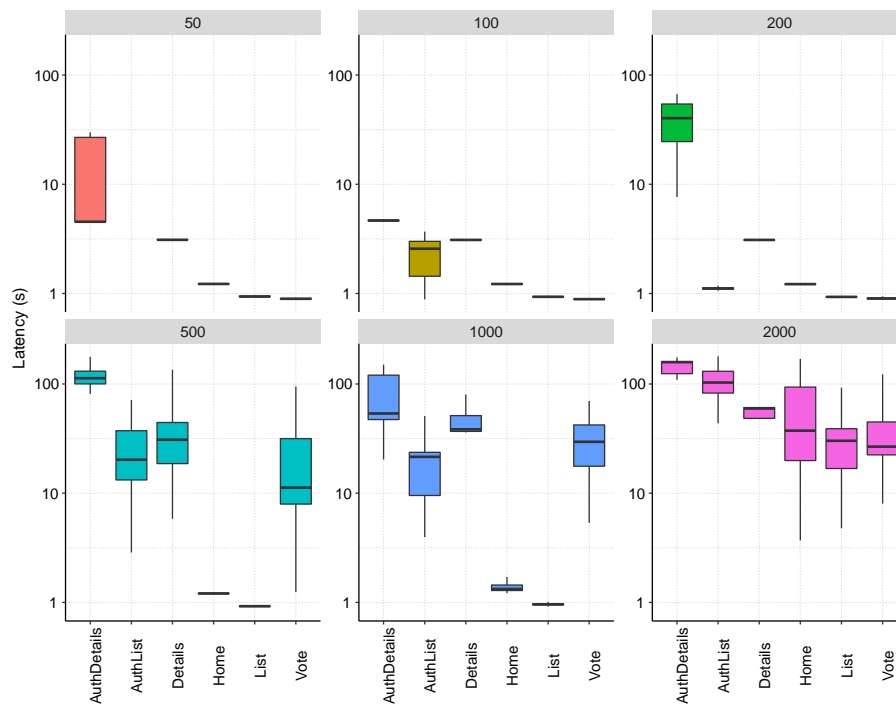 50
100
200
100
10
1
100
10
1
100
10
1
Latency (s)
500
1000
2000
100
10
1
100
10
1
100
10
1
AuthDetails
AuthList
Details
Home
List
Vote
AuthDetails
AuthList
Details
Home
List
Vote
AuthDetails
AuthList
Details
Home
List
Vote